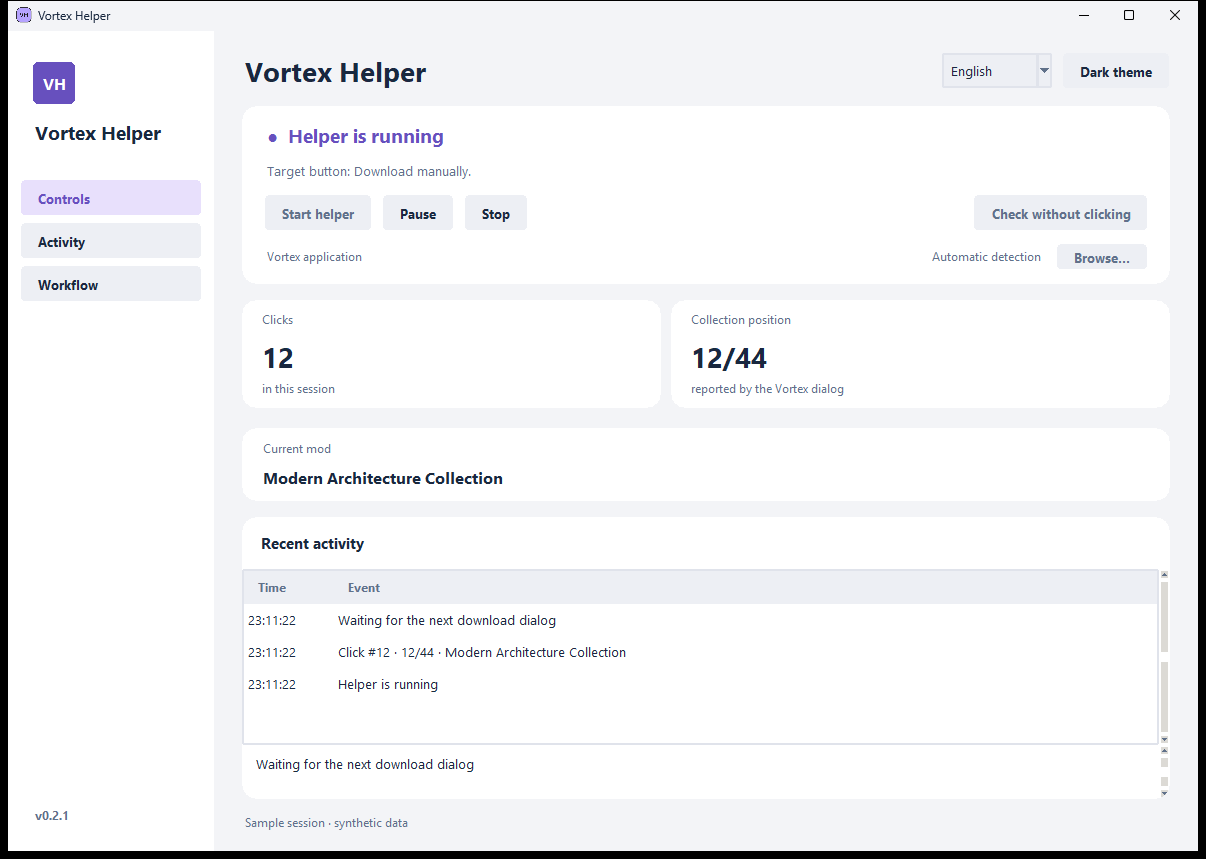 Vortex Helper
VH
Vortex Helper
Controls
Activity
Workflow
v0.2.1
Vortex Helper
English
Dark theme
● Helper is running
Target button: Download manually.
Start helper
Pause
Stop
Check without clicking
Vortex application
Automatic detection
Browse...
Clicks
12
in this session
Collection position
12/44
reported by the Vortex dialog
Current mod
Modern Architecture Collection
Recent activity
Time Event
23:11:22 Waiting for the next download dialog
23:11:22 Click #12 · 12/44 · Modern Architecture Collection
23:11:22 Helper is running
Waiting for the next download dialog
Sample session · synthetic data